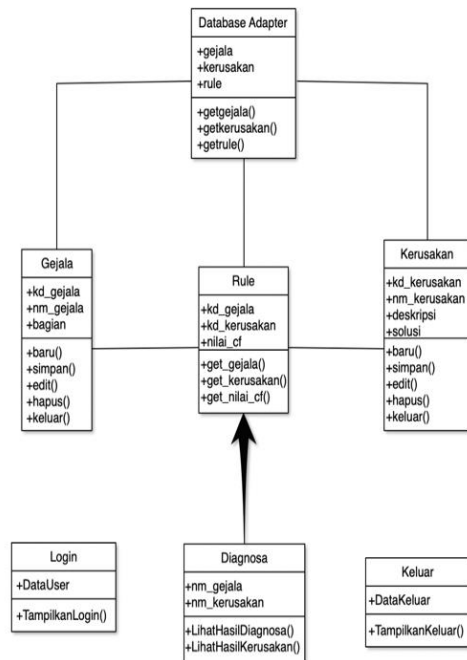 Database Adapter
+gejala
+kerusakan
+rule
+getgejala()
+getkerusakan()
+getrule()
Gejala
+kd_gejala
+nm_gejala
+bagian
+baru()
+simpan()
+edit()
+hapus()
+keluar()
Rule
+kd_gejala
+kd_kerusakan
+nilai_cf
+get_gejala()
+get_kerusakan()
+get_nilai_cf()
Kerusakan
+kd_kerusakan
+nm_kerusakan
+deskripsi
+solusi
+baru()
+simpan()
+edit()
+hapus()
+keluar()
Login
+DataUser
+TampilkanLogin()
Diagnosa
+nm_gejala
+nm_kerusakan
+LihatHasilDiagnosa()
+LihatHasilKerusakan()
Keluar
+DataKeluar
+TampilkanKeluar()